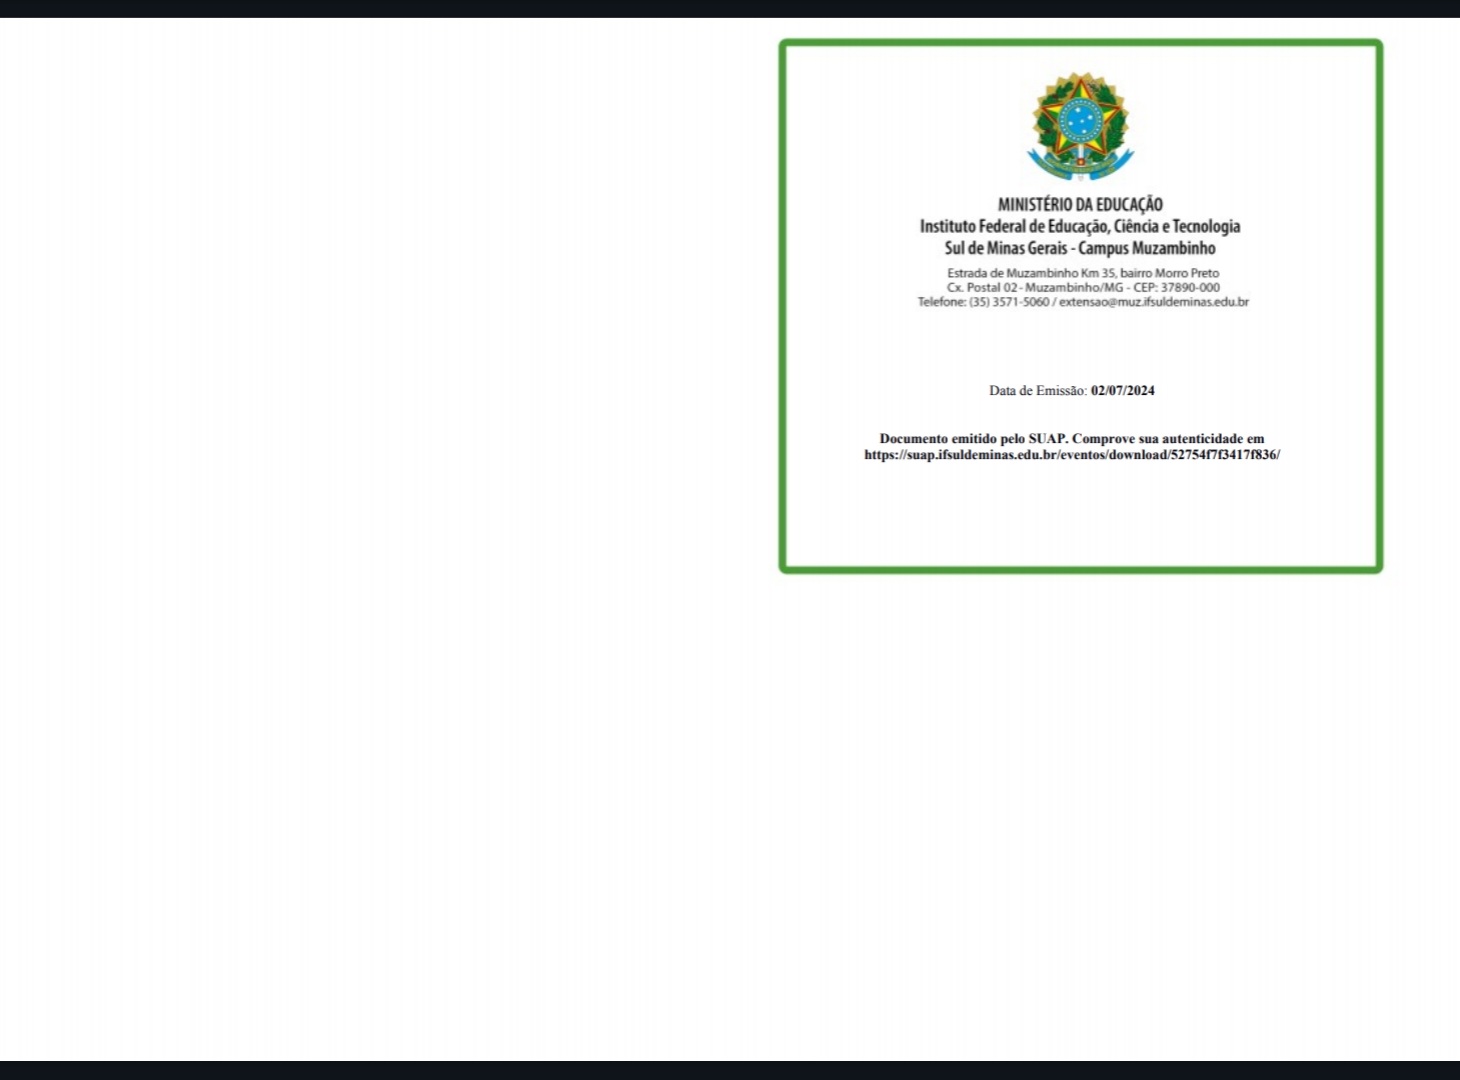 MINISTÉRIO DA EDUCAÇÃO
Instituto Federal de Educação, Ciência e Tecnologia
Sul de Minas Gerais - Campus Muzambinho
Estrada de Muzambinho Km 35, bairro Morro Preto
Cx. Postal 02 - Muzambinho/MG - CEP: 37890-000
Telefone: (35) 3571-5060 / extensao@muz.ifsuldeminas.edu.br
Data de Emissão: 02/07/2024
Documento emitido pelo SUAP. Comprove sua autenticidade em
https://suap.ifsuldeminas.edu.br/eventos/download/52754f7f3417f836/